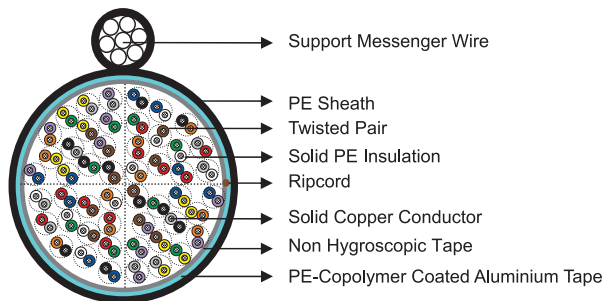 Support Messenger Wire
PE Sheath
Twisted Pair
Solid PE Insulation
Ripcord
Solid Copper Conductor
Non Hygroscopic Tape
PE-Copolymer Coated Aluminium Tape